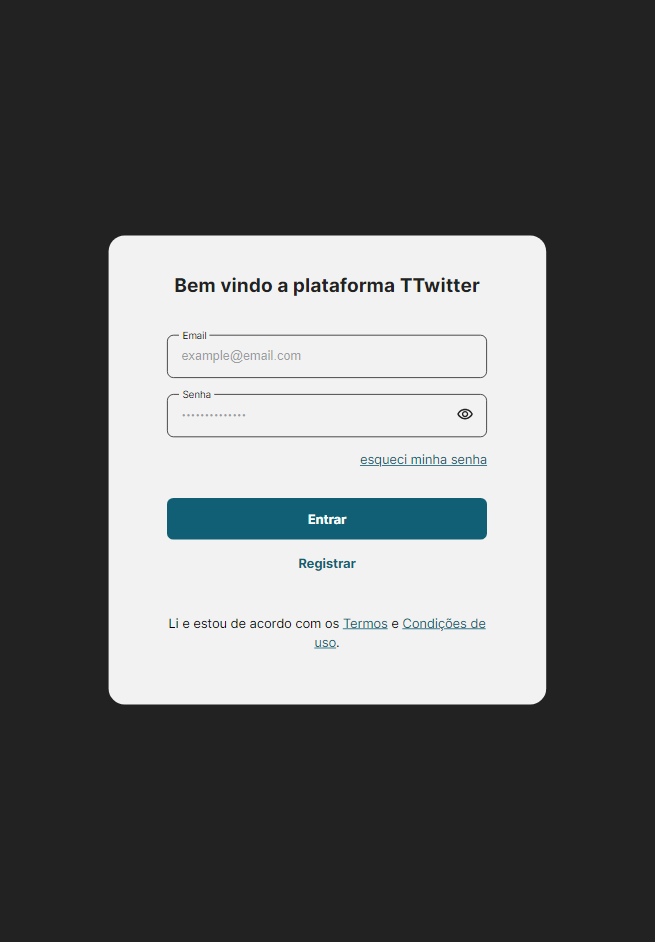 Bem vindo a plataforma TTwitter
Email
example@email.com
Senha
••••••••••••••
esqueci minha senha
Entrar
Registrar
Li e estou de acordo com os Termos e Condições de
uso.